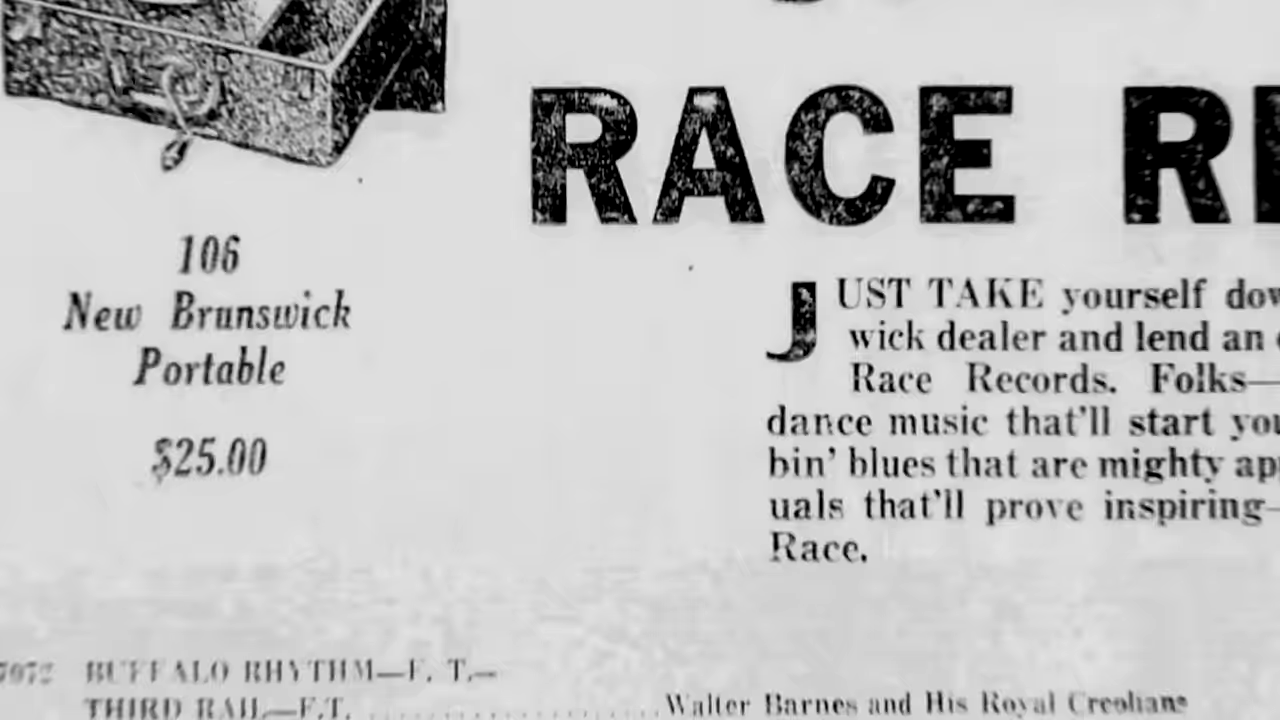 RACE
106
New Brunswick
Portable
$25.00
JUST TAKE yourself
wick dealer and lend an
Race Records. Folks—
dance music that'll start
bin' blues that are mighty
uals that'll prove inspiring—
Race.
BUFFALO RHYTHM—F. T.—
THIRD RAIL—F.T. .................... Walter Barnes and His Royal Creolians